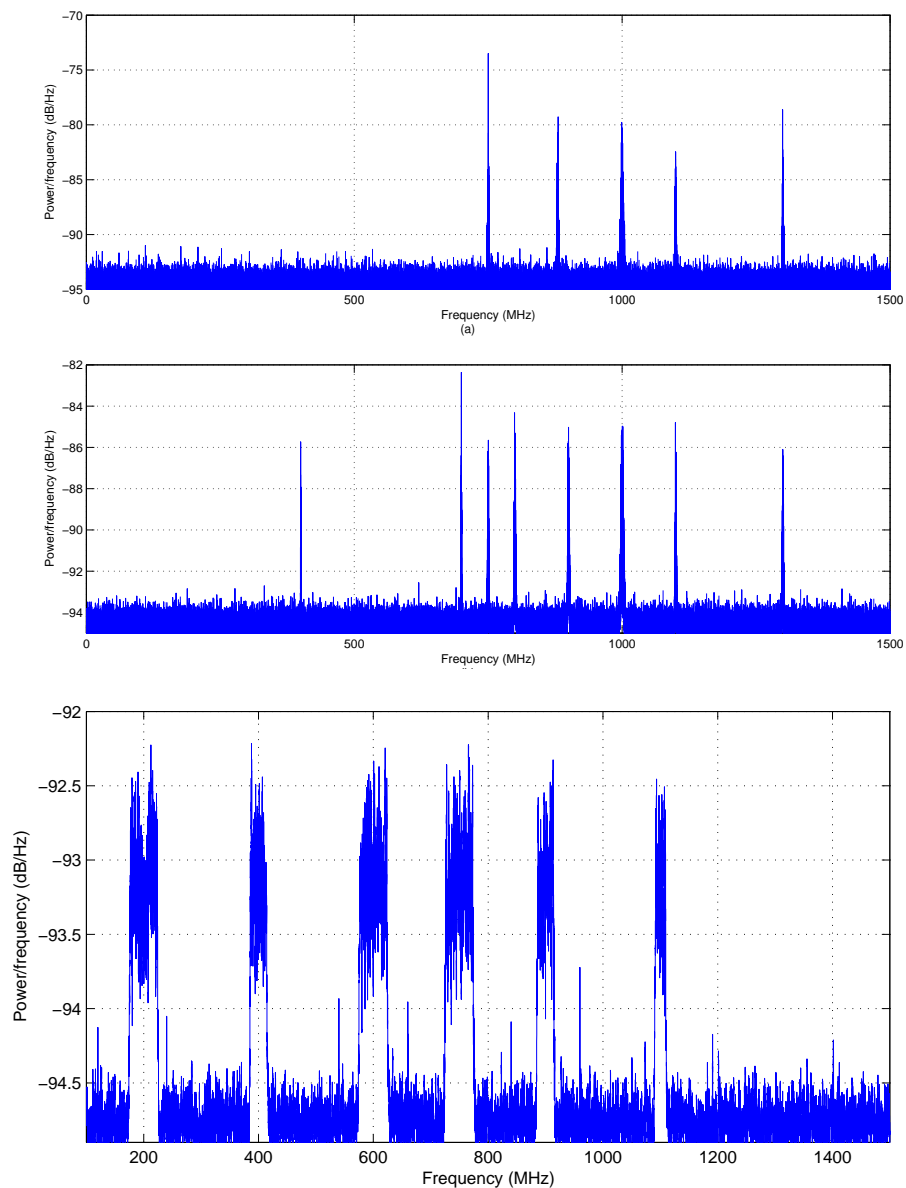 −70
−75
−80
−85
−90
−95
Power/frequency (dB/Hz)
0 500 1000 1500
Frequency (MHz)
(a)
−82
−84
−86
−88
−90
−92
−94
Power/frequency (dB/Hz)
0 500 1000 1500
Frequency (MHz)
−92
−92.5
−93
−93.5
−94
−94.5
Power/frequency (dB/Hz)
200 400 600 800 1000 1200 1400
Frequency (MHz)